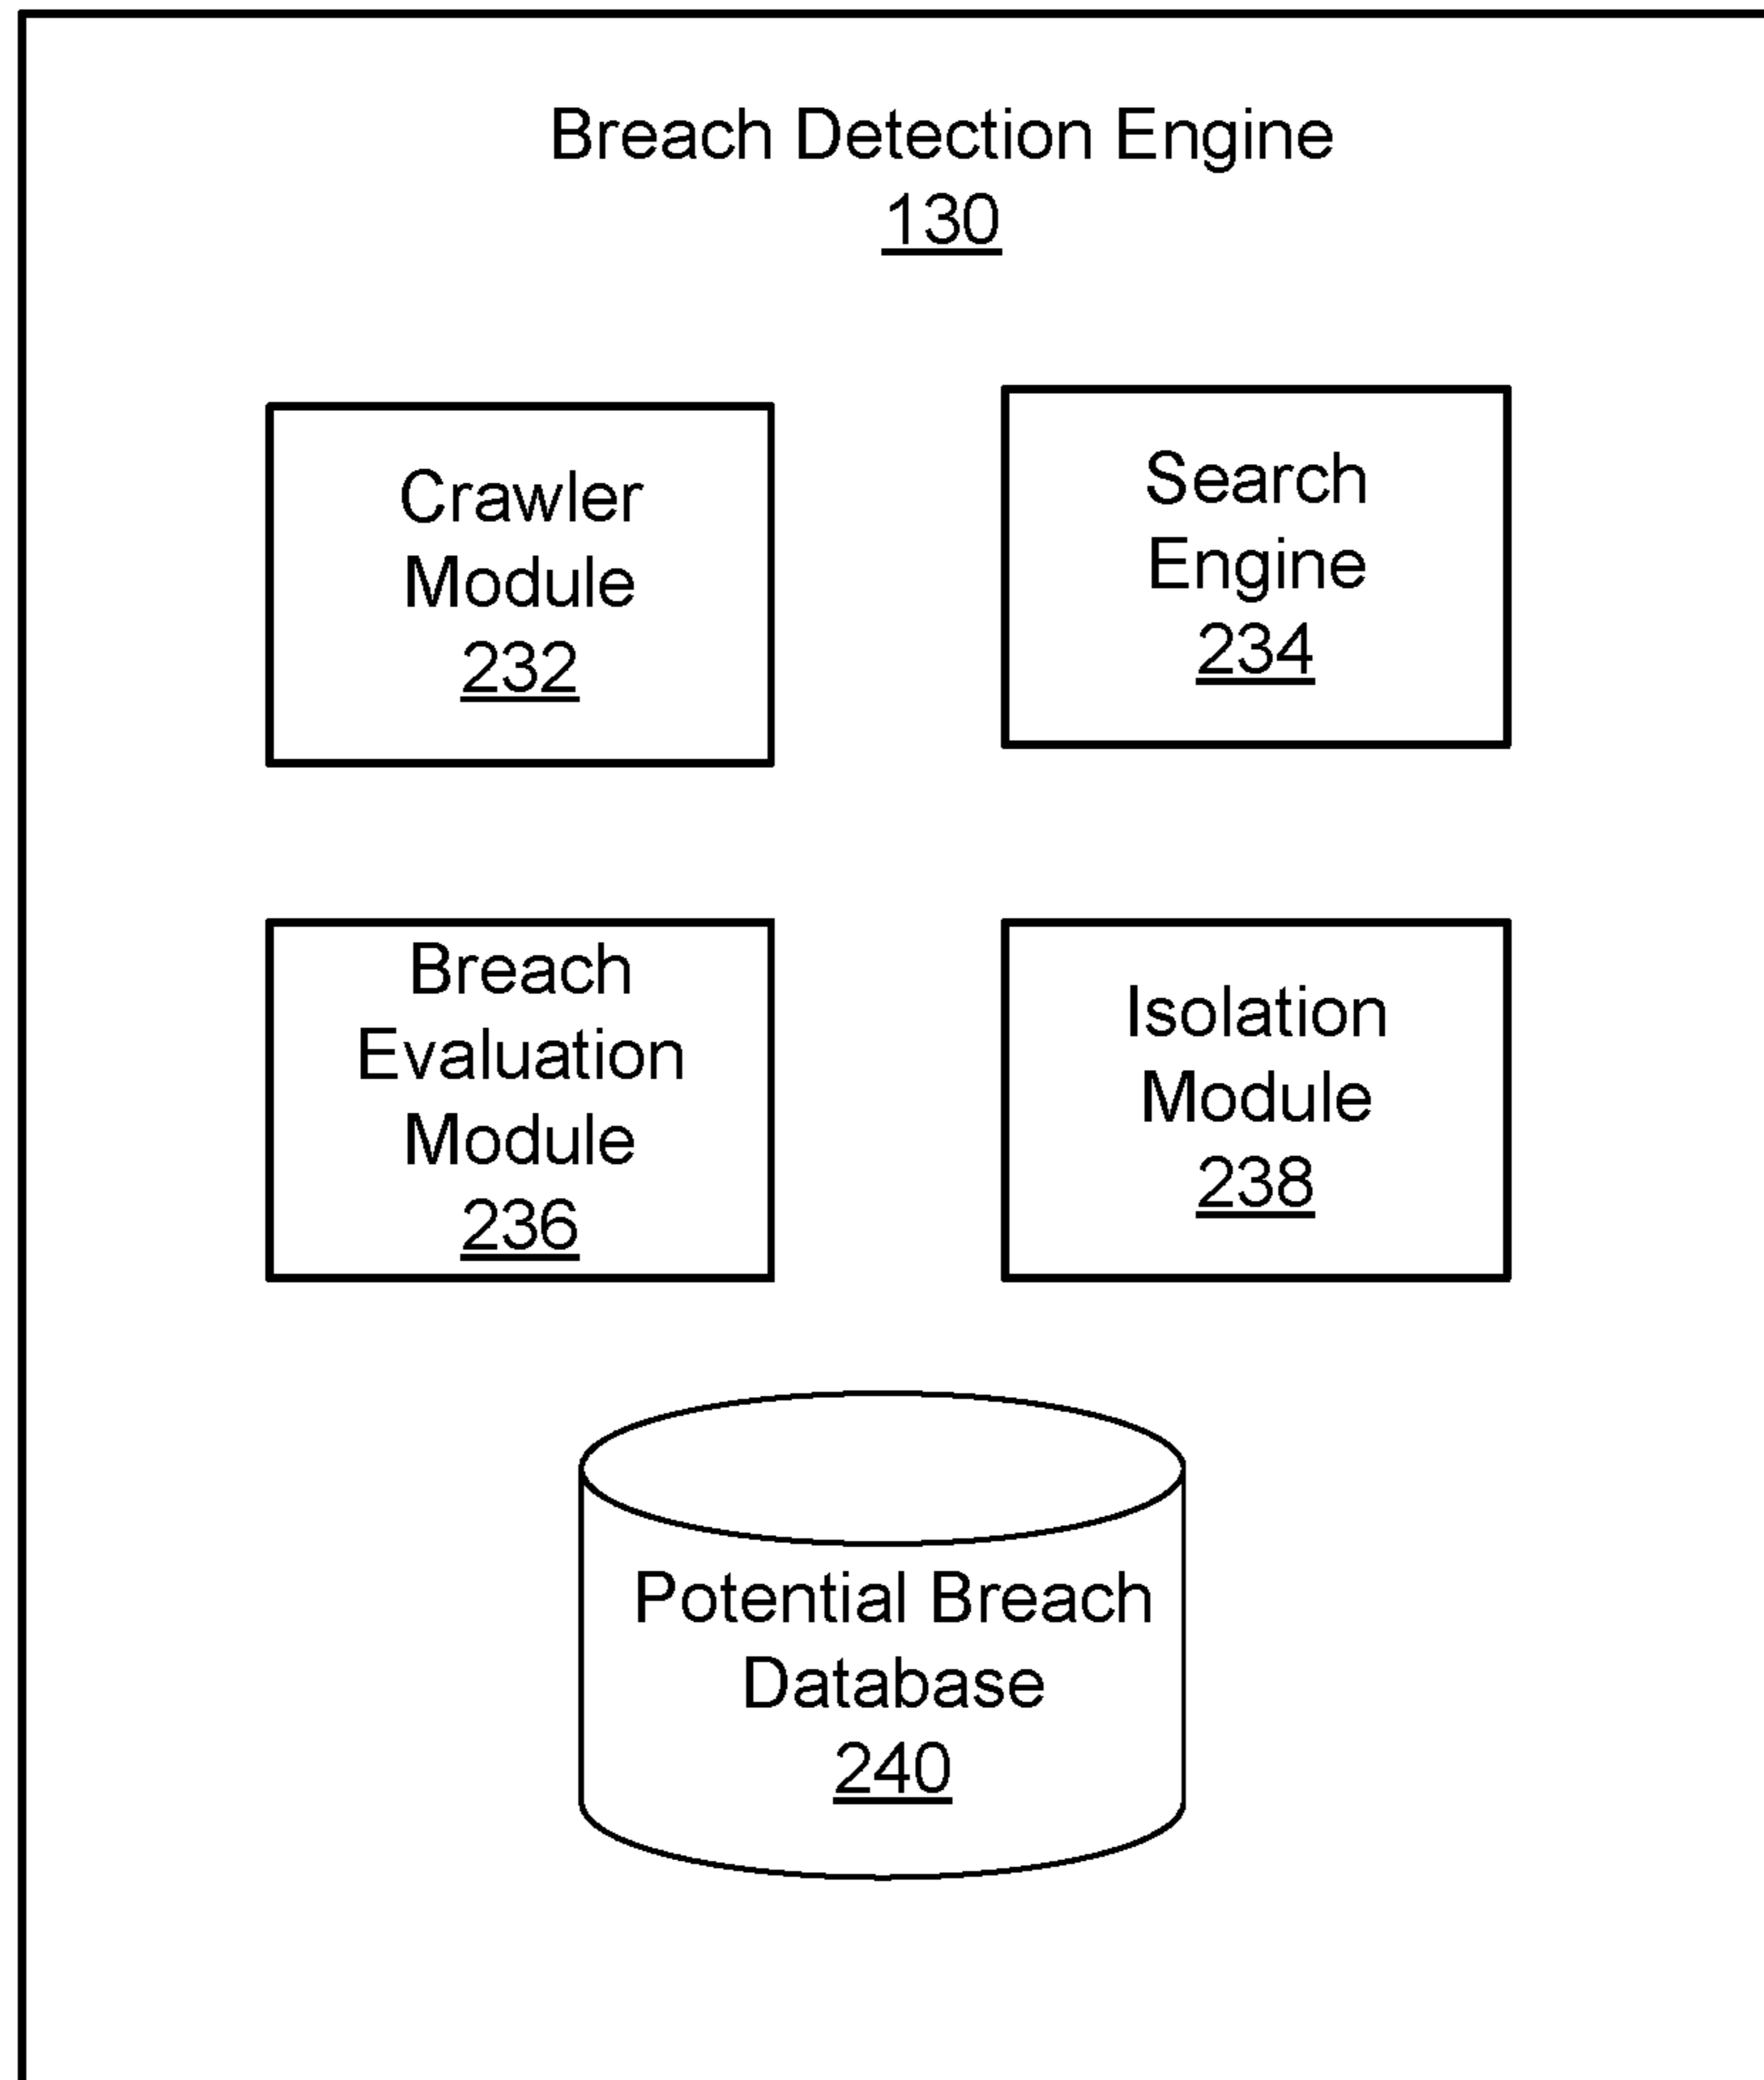 Breach Detection Engine
130
Crawler
Module
232
Search
Engine
234
Breach
Evaluation
Module
236
Isolation
Module
238
Potential Breach
Database
240